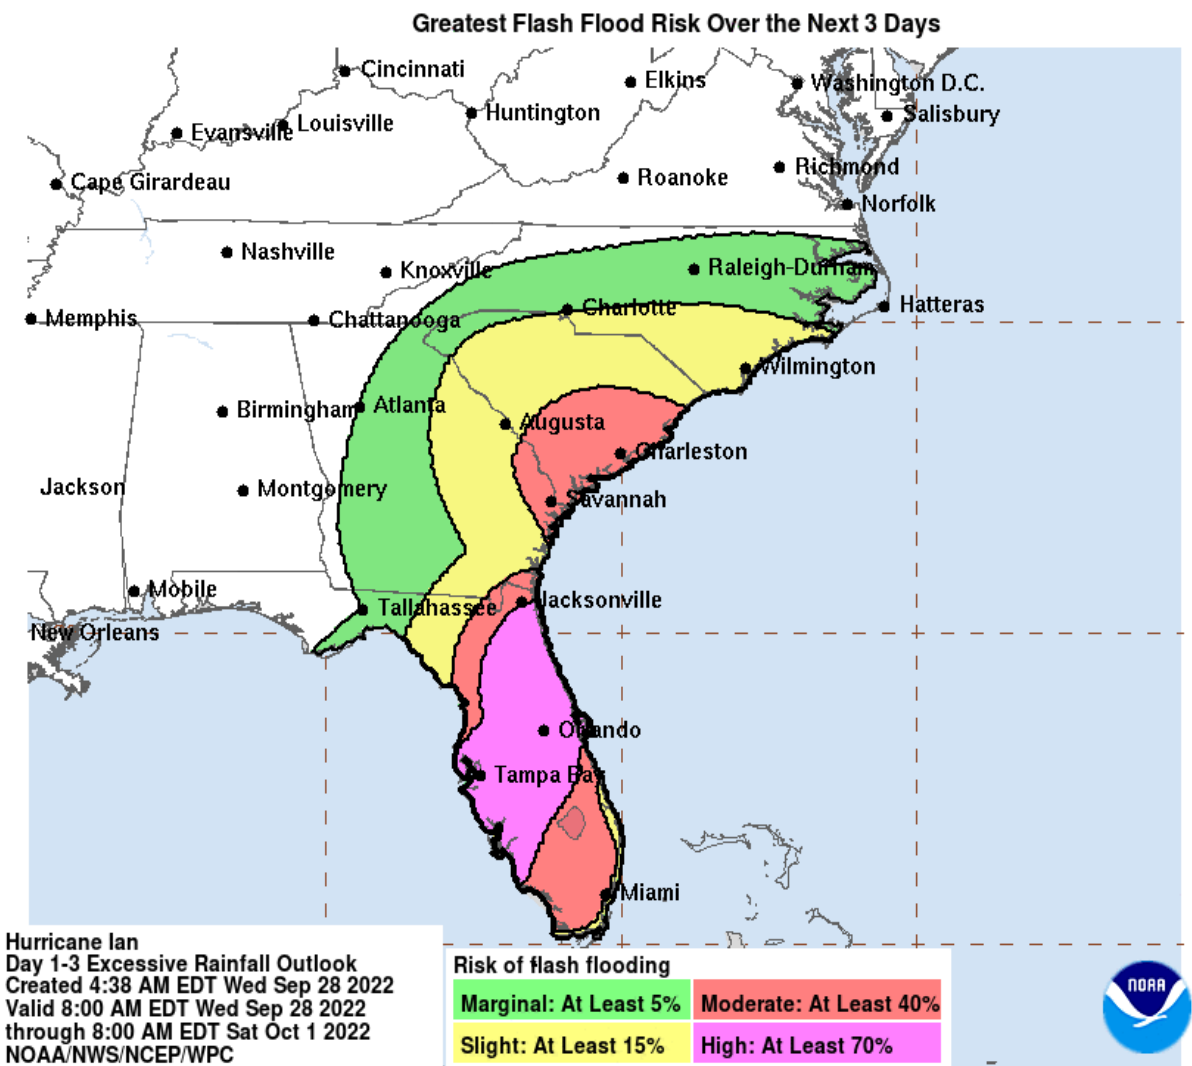 Greatest Flash Flood Risk Over the Next 3 Days
Cincinnati
Elkins
Washington D.C.
Huntington
Salisbury
Evansville
Louisville
Richmond
Cape Girardeau
Roanoke
Norfolk
Nashville
Knoxville
Raleigh-Durham
Hatteras
Memphis
Chattanooga
Charlotte
Wilmington
Birmingham
Atlanta
Augusta
Charleston
Jackson
Montgomery
Savannah
Mobile
Tallahassee
Jacksonville
New Orleans
Orlando
Tampa Bay
Miami
Hurricane Ian
Day 1-3 Excessive Rainfall Outlook
Created 4:38 AM EDT Wed Sep 28 2022
Valid 8:00 AM EDT Wed Sep 28 2022
through 8:00 AM EDT Sat Oct 1 2022
NOAA/NWS/NCEP/WPC
Risk of flash flooding
Marginal: At Least 5%
Moderate: At Least 40%
Slight: At Least 15%
High: At Least 70%
NOAA